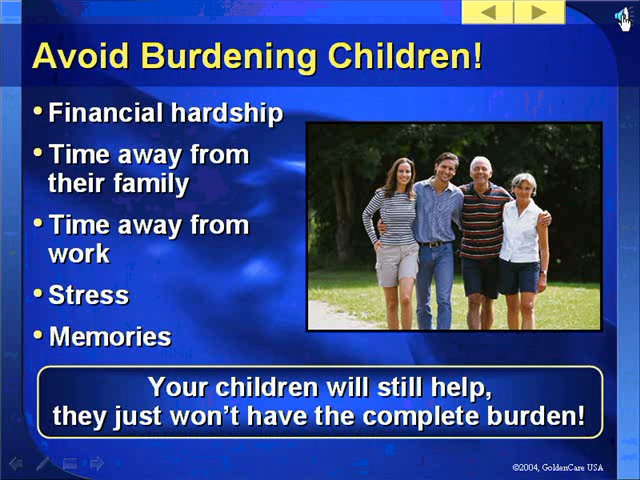 Avoid Burdening Children!
• Financial hardship
• Time away from
their family
• Time away from
work
• Stress
• Memories
Your children will still help,
they just won't have the complete burden!
©2004, GoldenCare USA